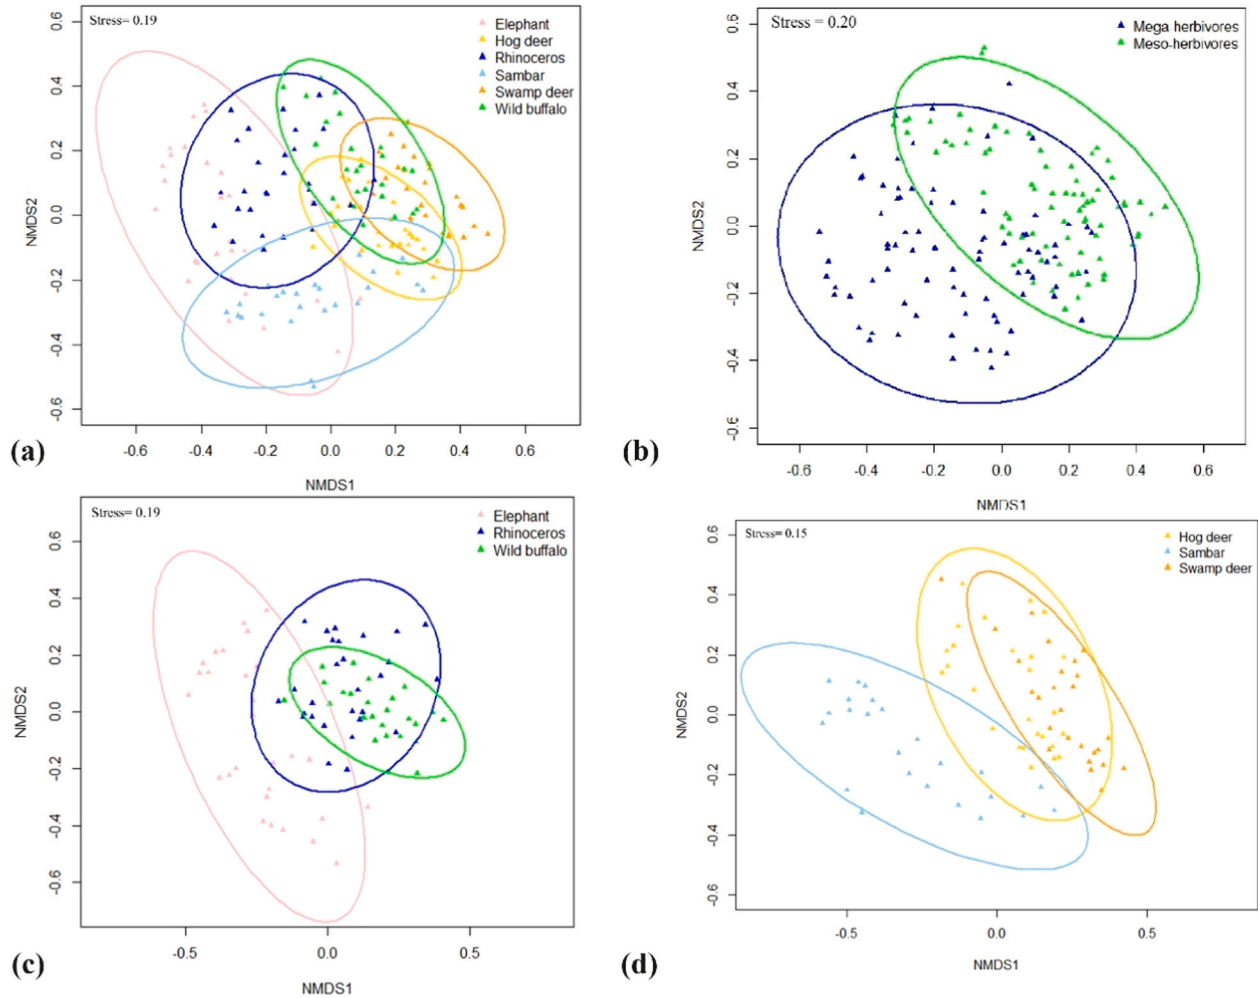 Stress= 0.19
Elephant
Hog deer
Rhinoceros
Sambar
Swamp deer
Wild buffalo
0.6
0.4
0.2
0.0
-0.2
-0.4
-0.6
NMDS2
-0.6 -0.4 -0.2 0.0 0.2 0.4 0.6
NMDS1
(a)
Stress = 0.20
Mega herbivores
Meso-herbivores
0.6
0.4
0.2
0.0
-0.2
-0.4
-0.6
NMDS2
-0.6 -0.4 -0.2 0.0 0.2 0.4 0.6
NMDS1
(b)
Stress= 0.19
Elephant
Rhinoceros
Wild buffalo
0.6
0.4
0.2
0.0
-0.2
-0.4
-0.6
NMDS2
-0.5 0.0 0.5
NMDS1
(c)
Stress= 0.15
Hog deer
Sambar
Swamp deer
0.6
0.4
0.2
0.0
-0.2
-0.4
-0.6
NMDS2
-0.5 0.0 0.5
NMDS1
(d)